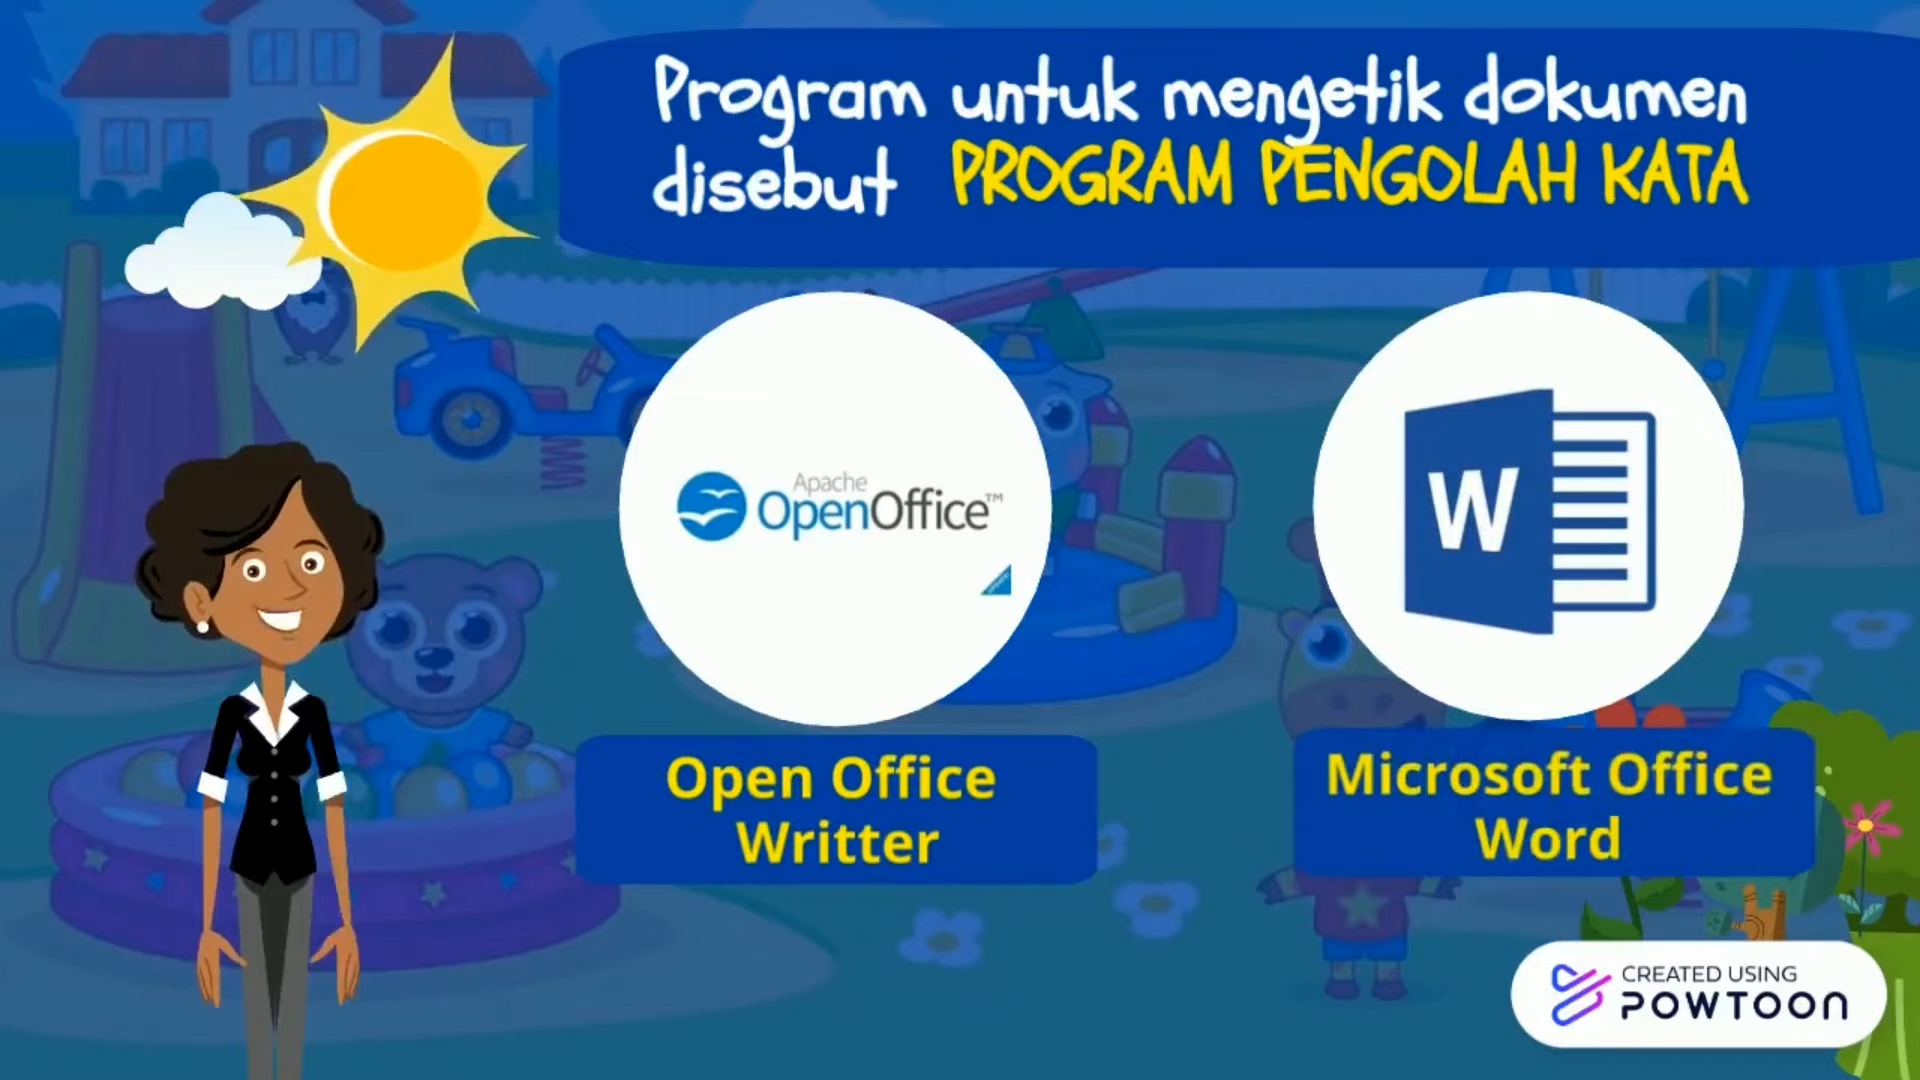 Program untuk mengetik dokumen
disebut PROGRAM PENGOLAH KATA
Apache
OpenOffice™
W
Open Office
Writter
Microsoft Office
Word
CREATED USING
POWTOON